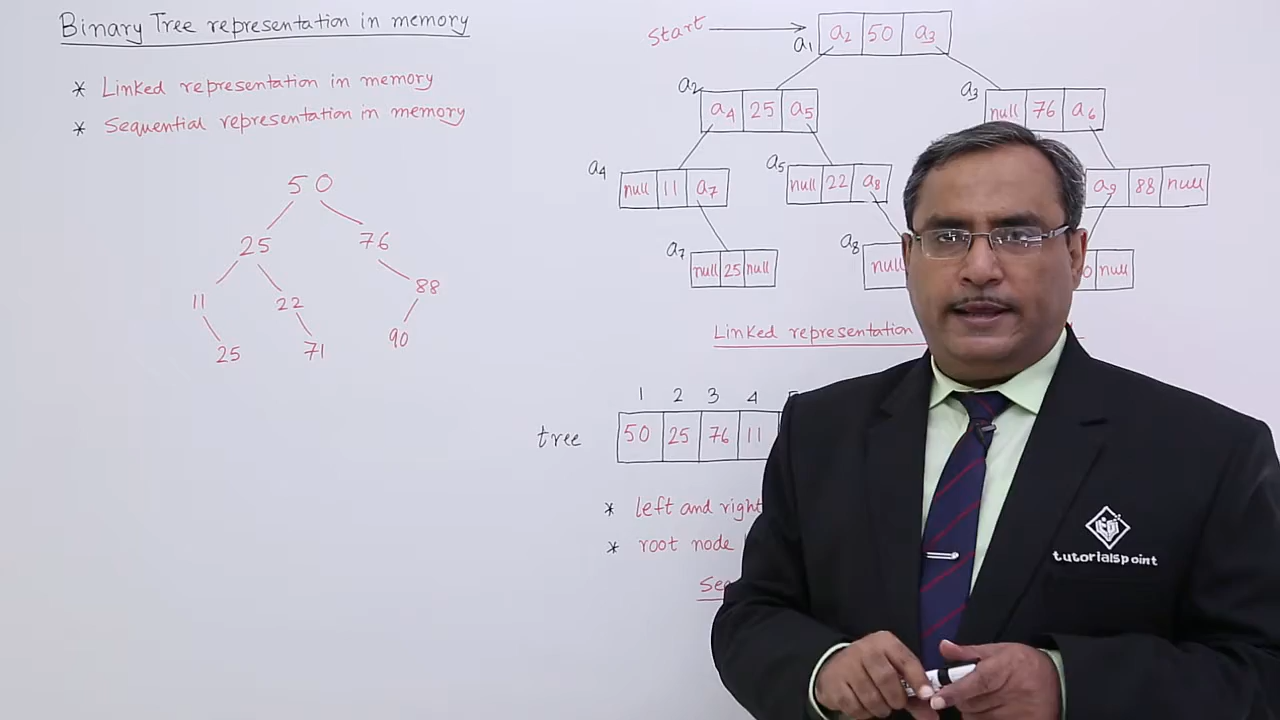 Binary Tree representation in memory
* Linked representation in memory
* Sequential representation in memory
50
25 76
11 22 88
25 71 90
Start
a1 a2 50 a3
a2 a4 25 a5
a3 null 76 a6
a4 null 11 a7
a5 null 22 a8
a9 88 null
a7 null 25 null
a8 null
null
Linked representation
1 2 3 4
tree 50 25 76 11
* left and right
* root node
tutorialspoint